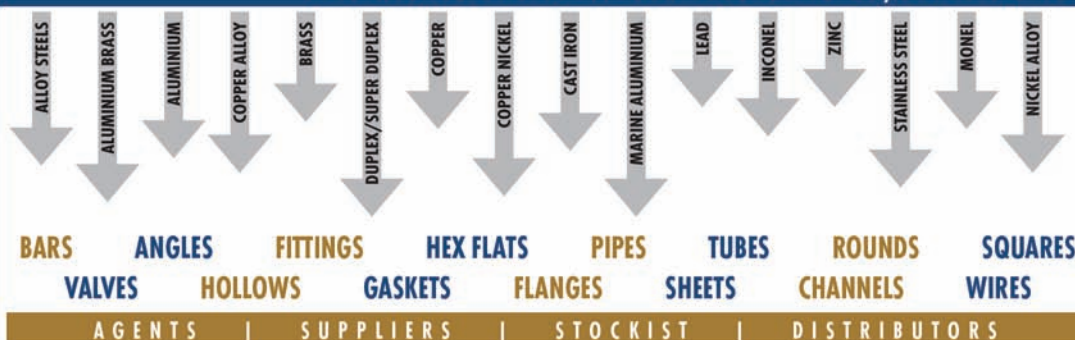 ALLOY STEELS
ALUMINIUM BRASS
ALUMINIUM
COPPER ALLOY
BRASS
DUPLEX/SUPER DUPLEX
COPPER
COPPER NICKEL
CAST IRON
MARINE ALUMINIUM
LEAD
INCONEL
ZINC
STAINLESS STEEL
MONEL
NICKEL ALLOY
BARS ANGLES FITTINGS HEX FLATS PIPES TUBES ROUNDS SQUARES
VALVES HOLLOWS GASKETS FLANGES SHEETS CHANNELS WIRES
AGENTS | SUPPLIERS | STOCKIST | DISTRIBUTORS